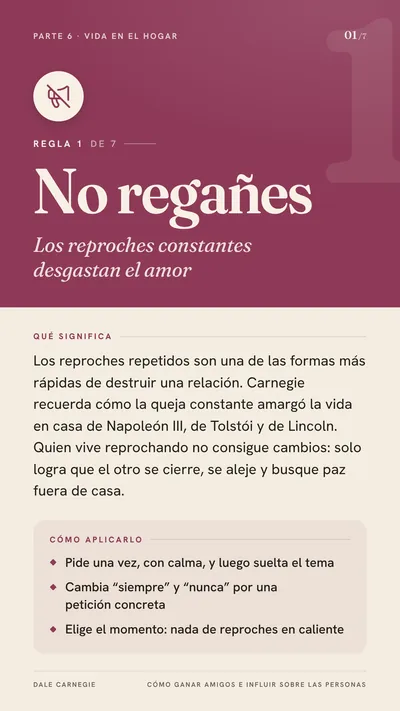 PARTE 6 · VIDA EN EL HOGAR
01/7
1
REGLA 1 DE 7
No regañes
Los reproches constantes
desgastan el amor
QUÉ SIGNIFICA
Los reproches repetidos son una de las formas más
rápidas de destruir una relación. Carnegie
recuerda cómo la queja constante amargó la vida
en casa de Napoleón III, de Tolstói y de Lincoln.
Quien vive reprochando no consigue cambios: solo
logra que el otro se cierre, se aleje y busque paz
fuera de casa.
CÓMO APLICARLO
Pide una vez, con calma, y luego suelta el tema
Cambia “siempre” y “nunca” por una
petición concreta
Elige el momento: nada de reproches en caliente
DALE CARNEGIE
CÓMO GANAR AMIGOS E INFLUIR SOBRE LAS PERSONAS